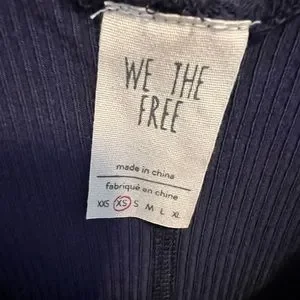 WE THE
FREE
made in china
fabriqué en chine
XXS XS S M L XL